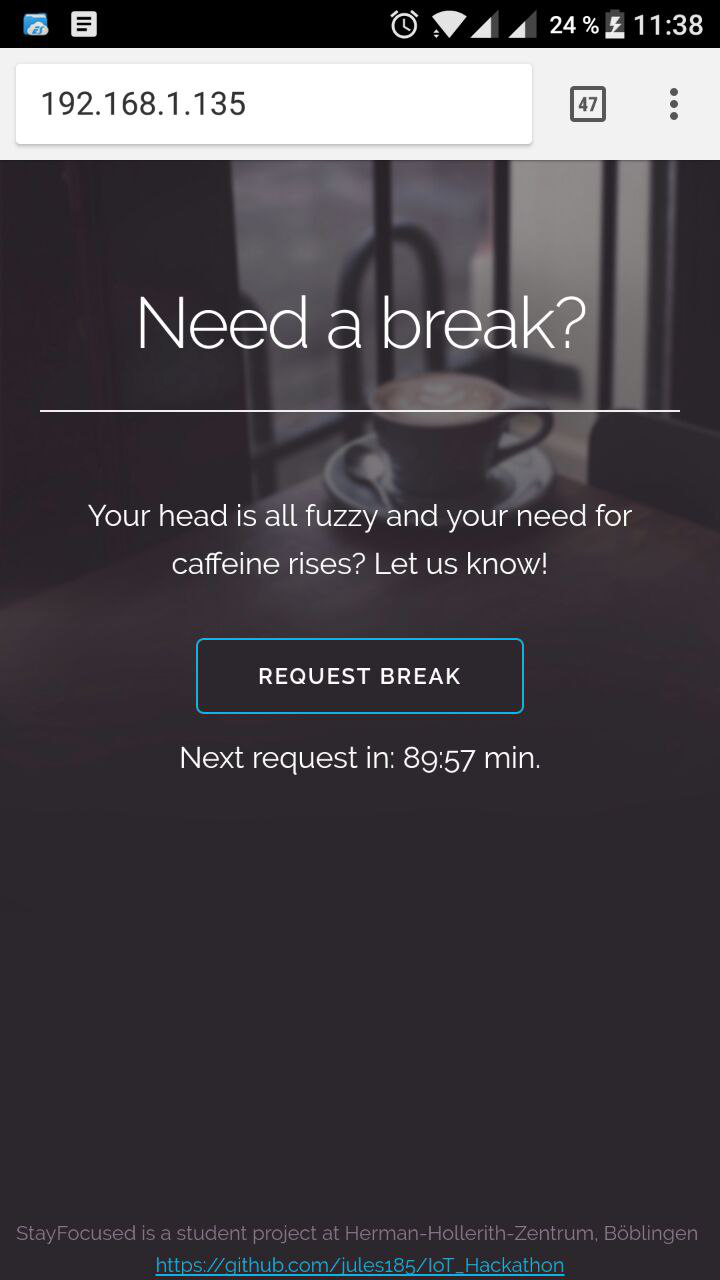 24 % 11:38
192.168.1.135
47
Need a break?
Your head is all fuzzy and your need for
caffeine rises? Let us know!
REQUEST BREAK
Next request in: 89:57 min.
StayFocused is a student project at Herman-Hollerith-Zentrum, Böblingen
https://github.com/jules185/IoT_Hackathon